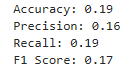 Accuracy: 0.19
Precision: 0.16
Recall: 0.19
F1 Score: 0.17